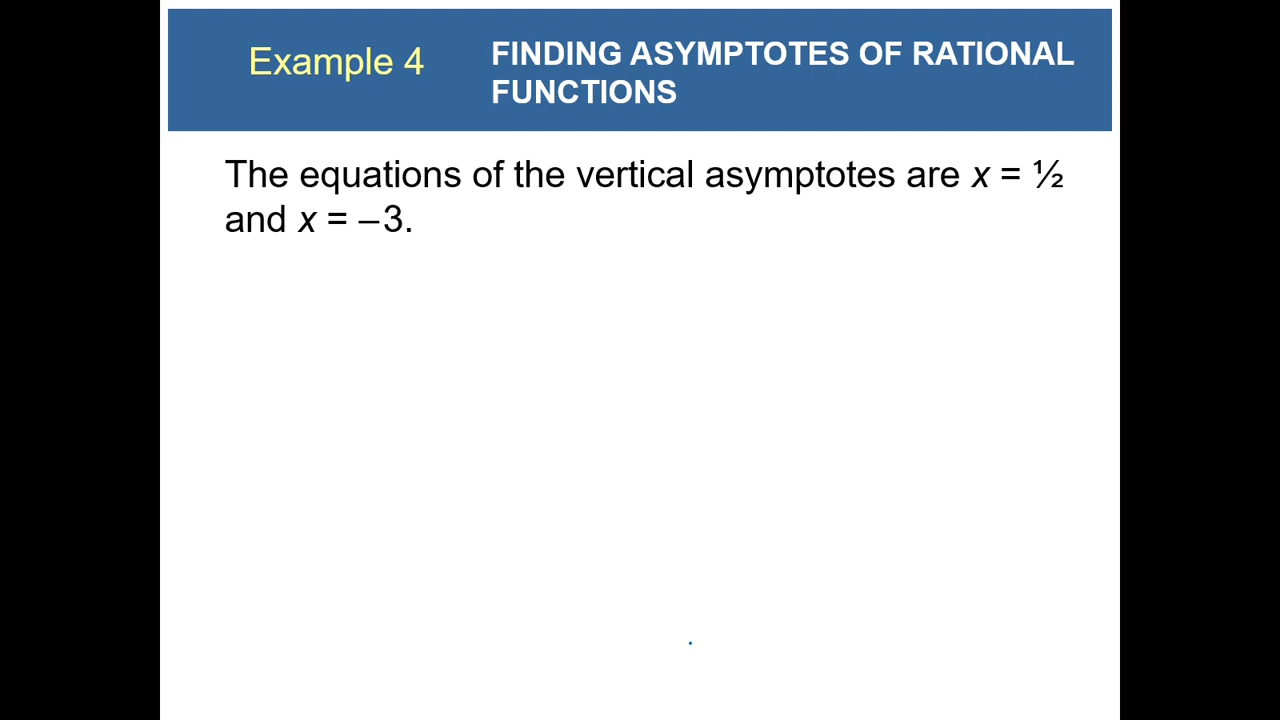 Example 4
FINDING ASYMPTOTES OF RATIONAL
FUNCTIONS
The equations of the vertical asymptotes are x = ½
and x = –3.